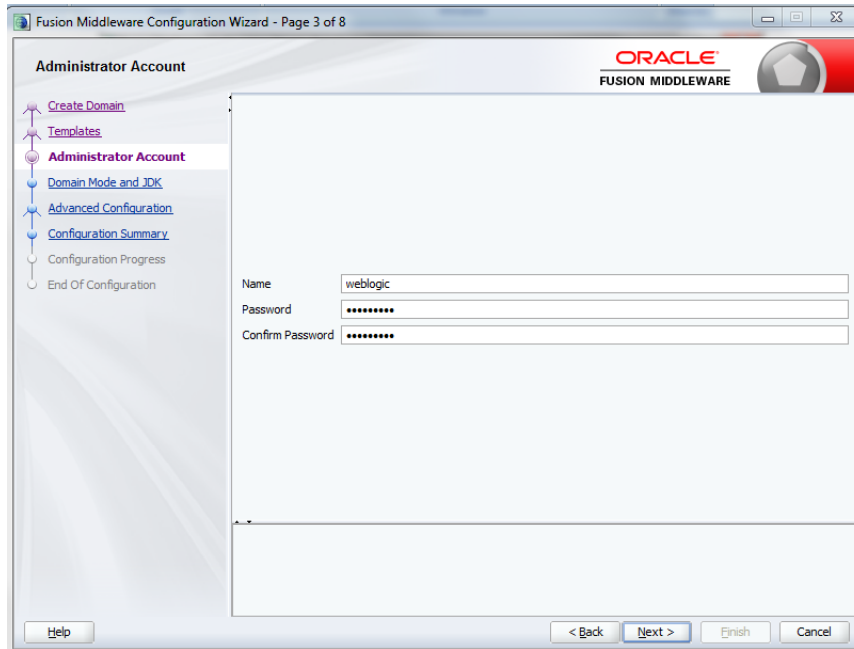 Fusion Middleware Configuration Wizard - Page 3 of 8
Administrator Account
ORACLE
FUSION MIDDLEWARE
Create Domain
Templates
Administrator Account
Domain Mode and JDK
Advanced Configuration
Configuration Summary
Configuration Progress
End Of Configuration
Name weblogic
Password •••••••••
Confirm Password •••••••••
Help < Back Next > Finish Cancel